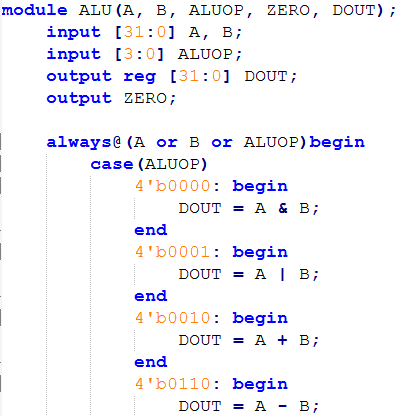 module ALU(A, B, ALUOP, ZERO, DOUT);
    input [31:0] A, B;
    input [3:0] ALUOP;
    output reg [31:0] DOUT;
    output ZERO;

    always@(A or B or ALUOP)begin
        case(ALUOP)
            4'b0000: begin
                DOUT = A & B;
            end
            4'b0001: begin
                DOUT = A | B;
            end
            4'b0010: begin
                DOUT = A + B;
            end
            4'b0110: begin
                DOUT = A - B;